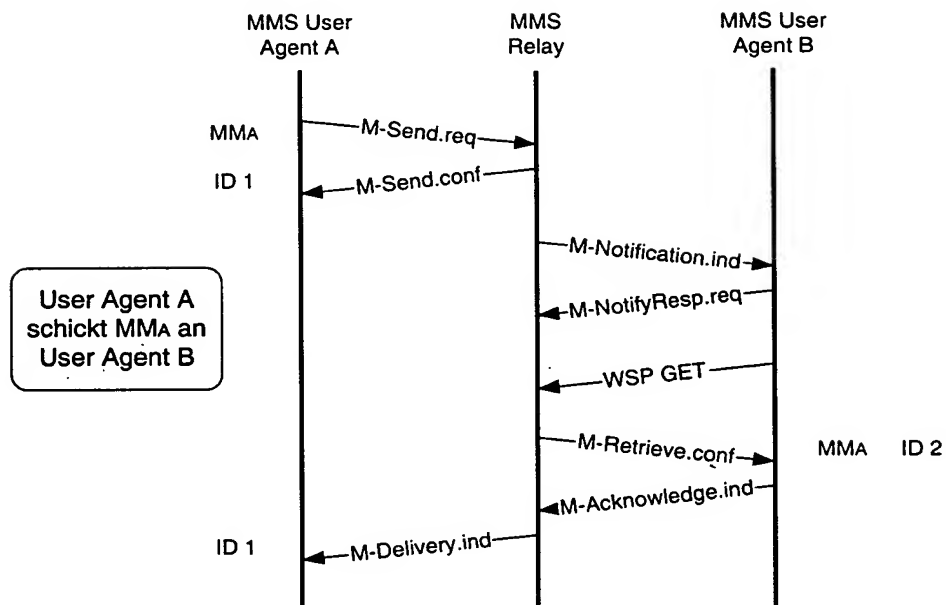 MMS User
Agent A
MMS
Relay
MMS User
Agent B
MMA
M-Send.req
ID 1
M-Send.conf
M-Notification.ind
M-NotifyResp.req
User Agent A
schickt MMA an
User Agent B
WSP GET
M-Retrieve.conf
MMA ID 2
M-Acknowledge.ind
ID 1
M-Delivery.ind